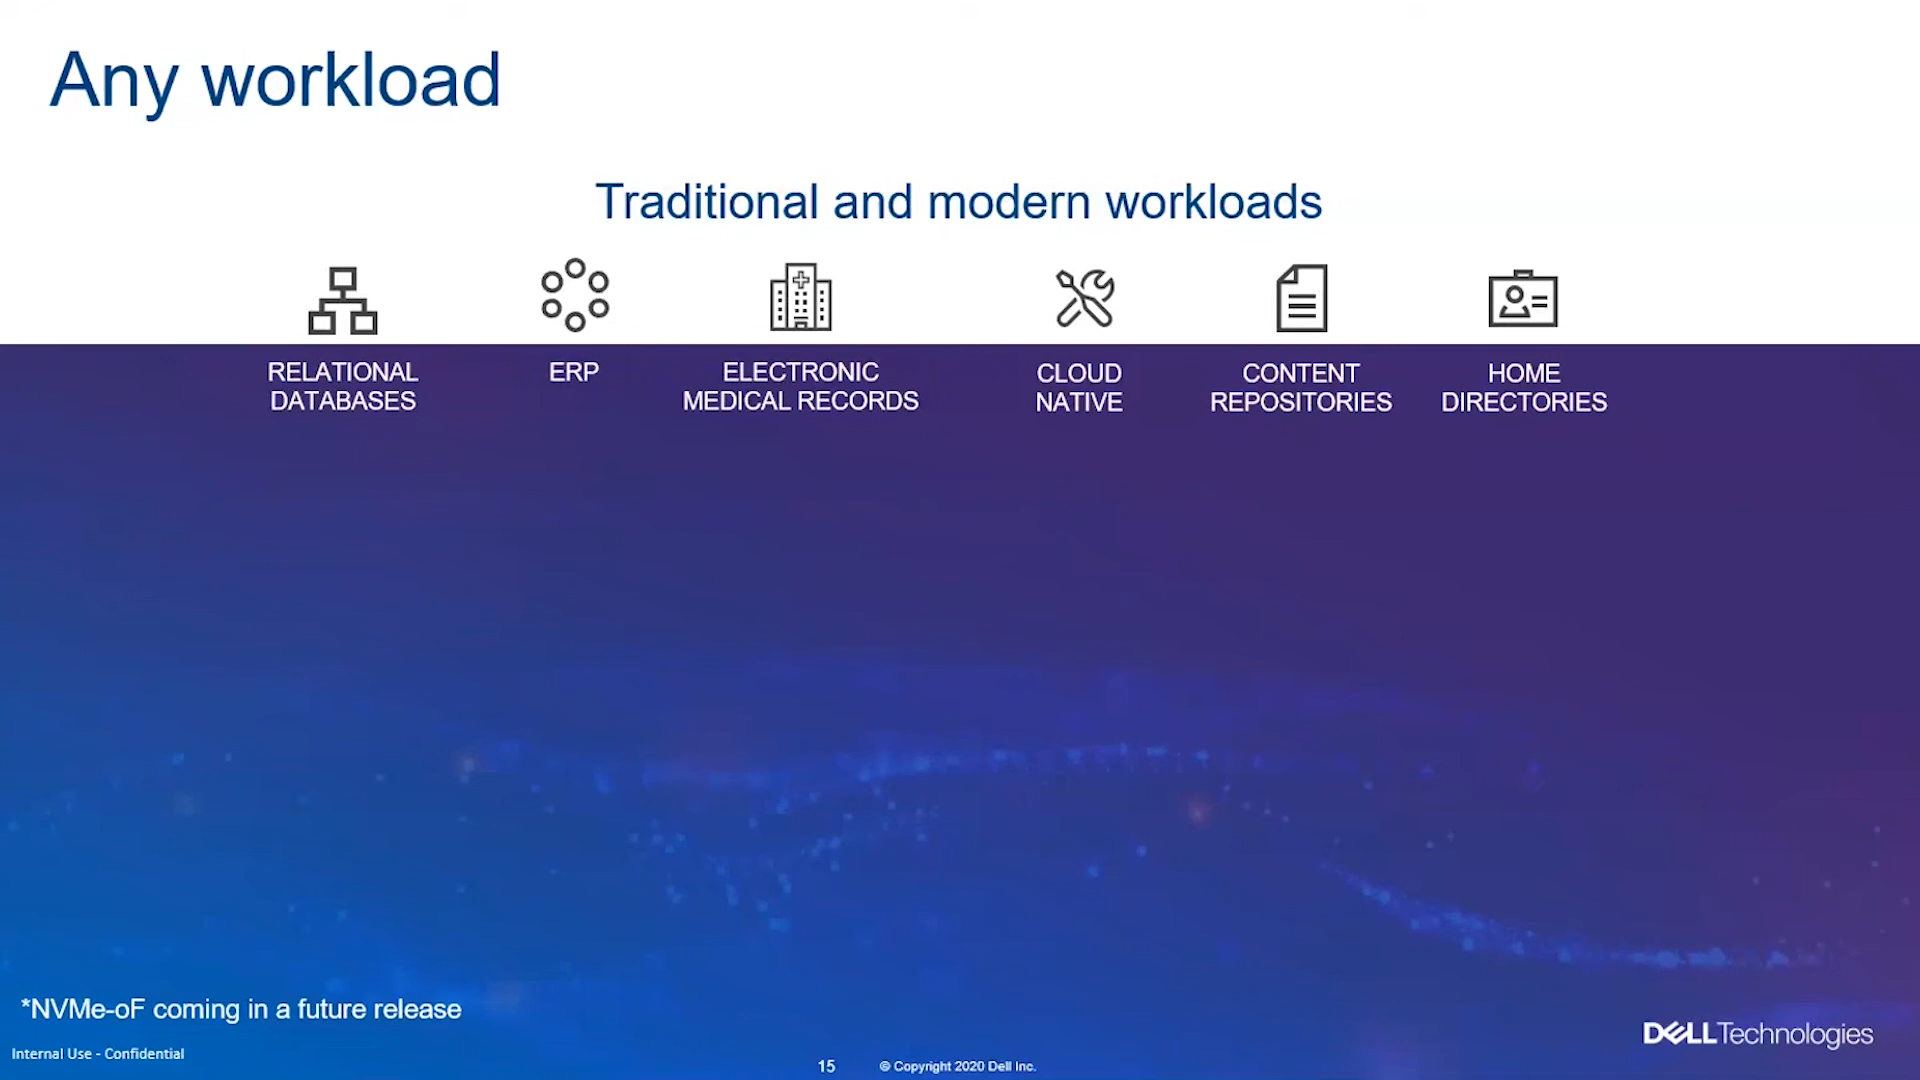 Any workload
Traditional and modern workloads
RELATIONAL
DATABASES
ERP
ELECTRONIC
MEDICAL RECORDS
CLOUD
NATIVE
CONTENT
REPOSITORIES
HOME
DIRECTORIES
*NVMe-oF coming in a future release
DELLTechnologies
Internal Use - Confidential
15
© Copyright 2020 Dell Inc.